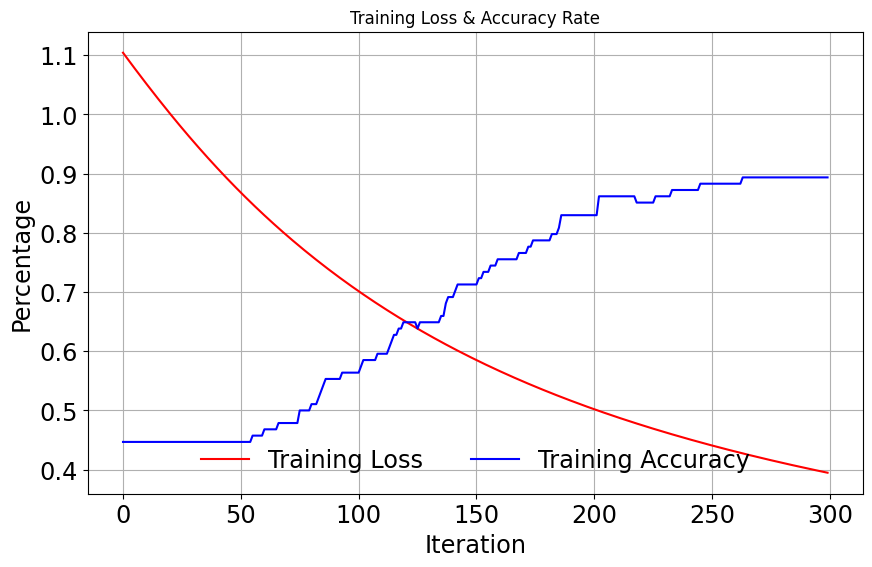 Training Loss & Accuracy Rate
1.1
1.0
0.9
0.8
0.7
0.6
0.5
0.4
Percentage
Training Loss
Training Accuracy
0 50 100 150 200 250 300
Iteration